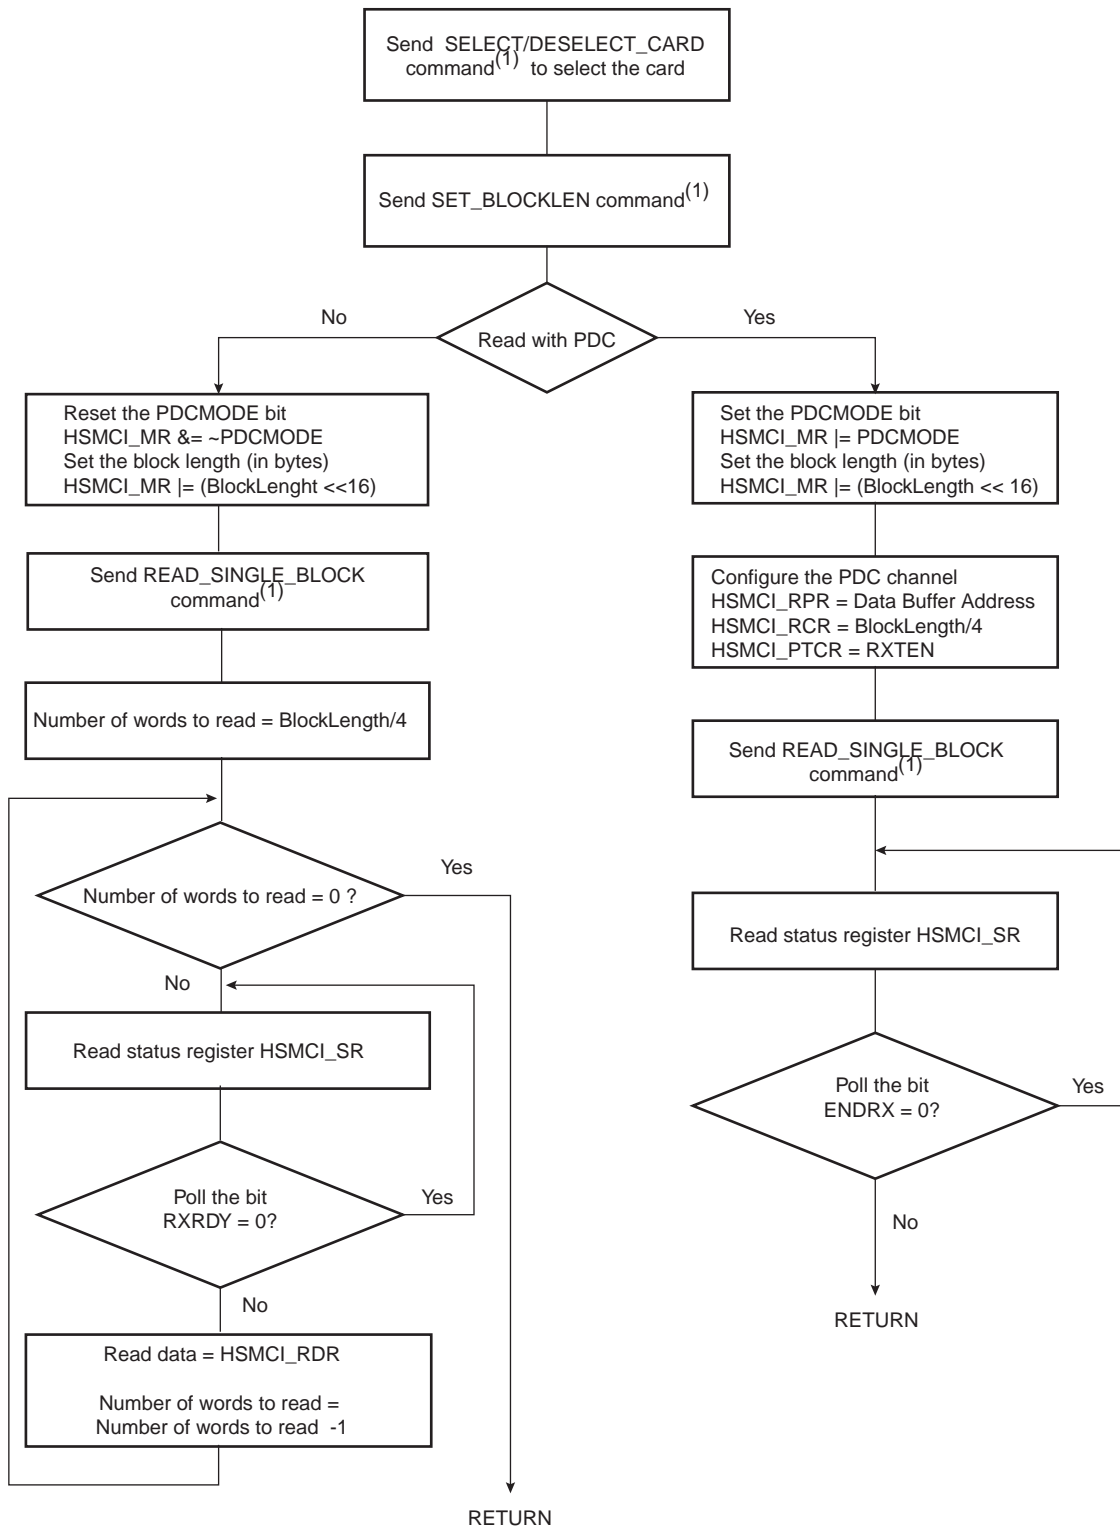 Send SELECT/DESELECT_CARD
command(1) to select the card
Send SET_BLOCKLEN command(1)
No
Read with PDC
Yes
Reset the PDCMODE bit
HSMCI_MR &= ~PDCMODE
Set the block length (in bytes)
HSMCI_MR |= (BlockLenght <<16)
Send READ_SINGLE_BLOCK
command(1)
Number of words to read = BlockLength/4
Number of words to read = 0 ?
Yes
No
Read status register HSMCI_SR
Poll the bit
RXRDY = 0?
Yes
No
Read data = HSMCI_RDR
Number of words to read =
Number of words to read -1
RETURN
Set the PDCMODE bit
HSMCI_MR |= PDCMODE
Set the block length (in bytes)
HSMCI_MR |= (BlockLength << 16)
Configure the PDC channel
HSMCI_RPR = Data Buffer Address
HSMCI_RCR = BlockLength/4
HSMCI_PTCR = RXTEN
Send READ_SINGLE_BLOCK
command(1)
Read status register HSMCI_SR
Poll the bit
ENDRX = 0?
Yes
No
RETURN